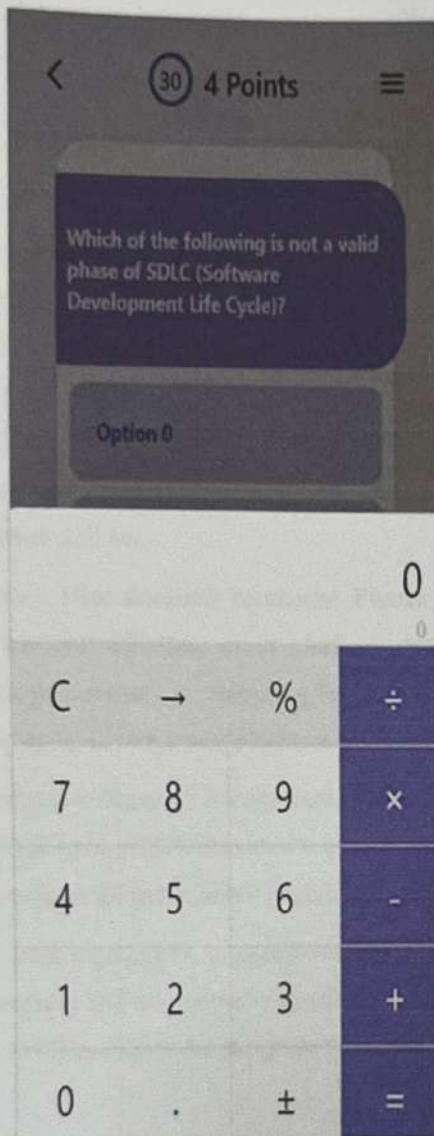 <
30 4 Points ≡
Which of the following is not a valid
phase of SDLC (Software
Development Life Cycle)?
Option 0
0
0
C → % ÷
7 8 9 ×
4 5 6 -
1 2 3 +
0 . ± =